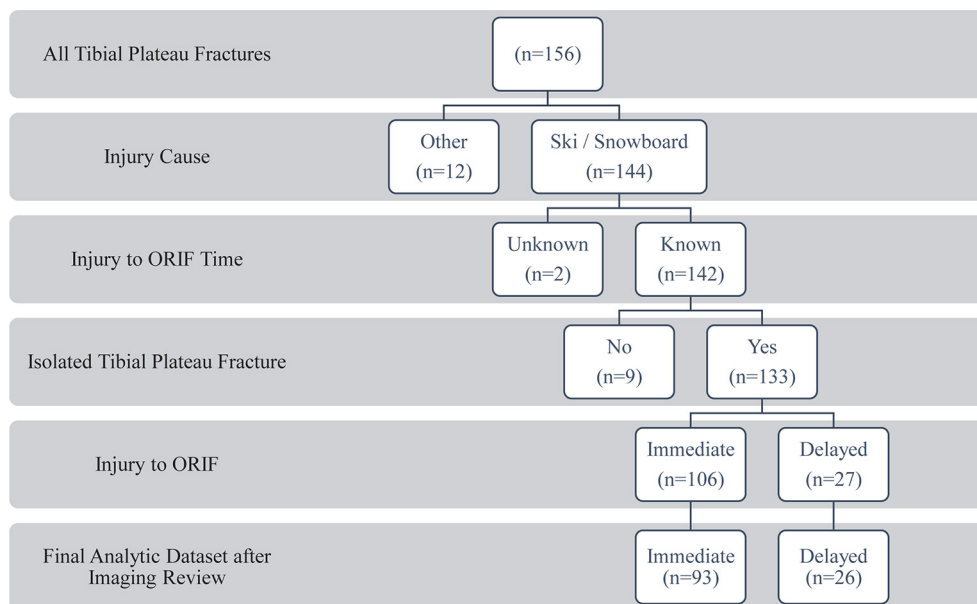 All Tibial Plateau Fractures
(n=156)
Injury Cause
Other
(n=12)
Ski / Snowboard
(n=144)
Injury to ORIF Time
Unknown
(n=2)
Known
(n=142)
Isolated Tibial Plateau Fracture
No
(n=9)
Yes
(n=133)
Injury to ORIF
Immediate
(n=106)
Delayed
(n=27)
Final Analytic Dataset after
Imaging Review
Immediate
(n=93)
Delayed
(n=26)